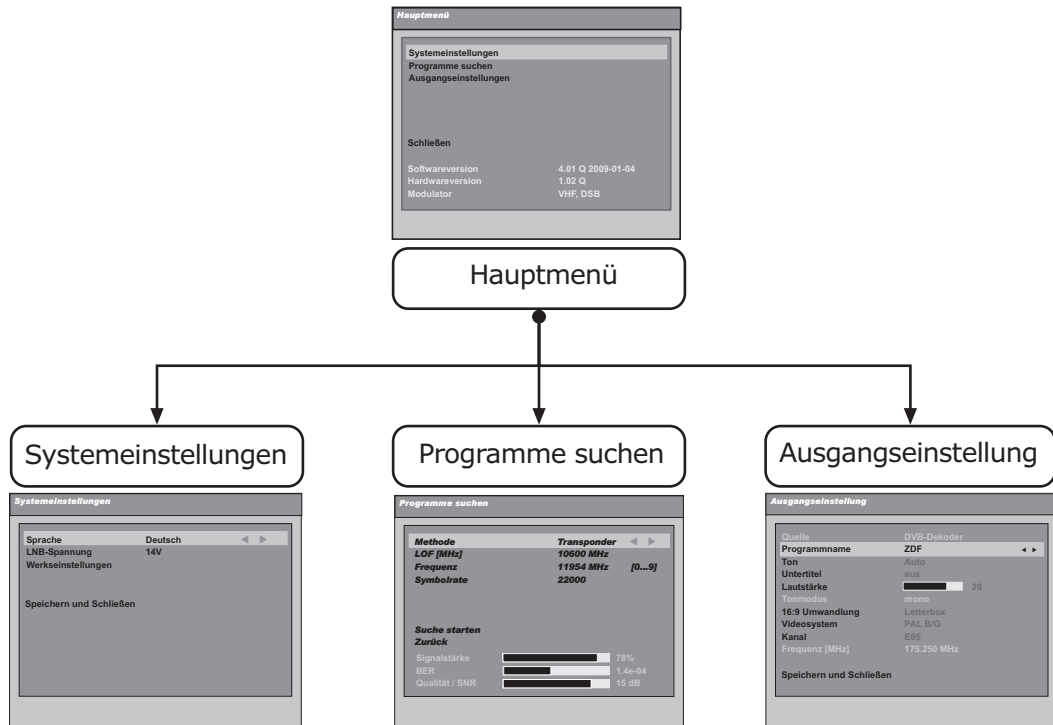 Hauptmenü
Systemeinstellungen
Programme suchen
Ausgangseinstellungen
Schließen
Softwareversion 4.01 Q 2009-01-04
Hardwareversion 1.02 Q
Modulator VHF, DSB
Hauptmenü
Systemeinstellungen
Programme suchen
Ausgangseinstellung
Systemeinstellungen
Sprache Deutsch
LNB-Spannung 14V
Werkseinstellungen
Speichern und Schließen
Programme suchen
Methode Transponder
LOF [MHz] 10600 MHz
Frequenz 11954 MHz [0...9]
Symbolrate 22000
Suche starten
Zurück
Signalstärke 78%
BER 1.4e-04
Qualität / SNR 15 dB
Ausgangseinstellung
Quelle DVB-Dekoder
Programmname ZDF
Ton Auto
Untertitel aus
Lautstärke 20
Tonmodus mono
16:9 Umwandlung Letterbox
Videosystem PAL B/G
Kanal E05
Frequenz [MHz] 175.250 MHz
Speichern und Schließen